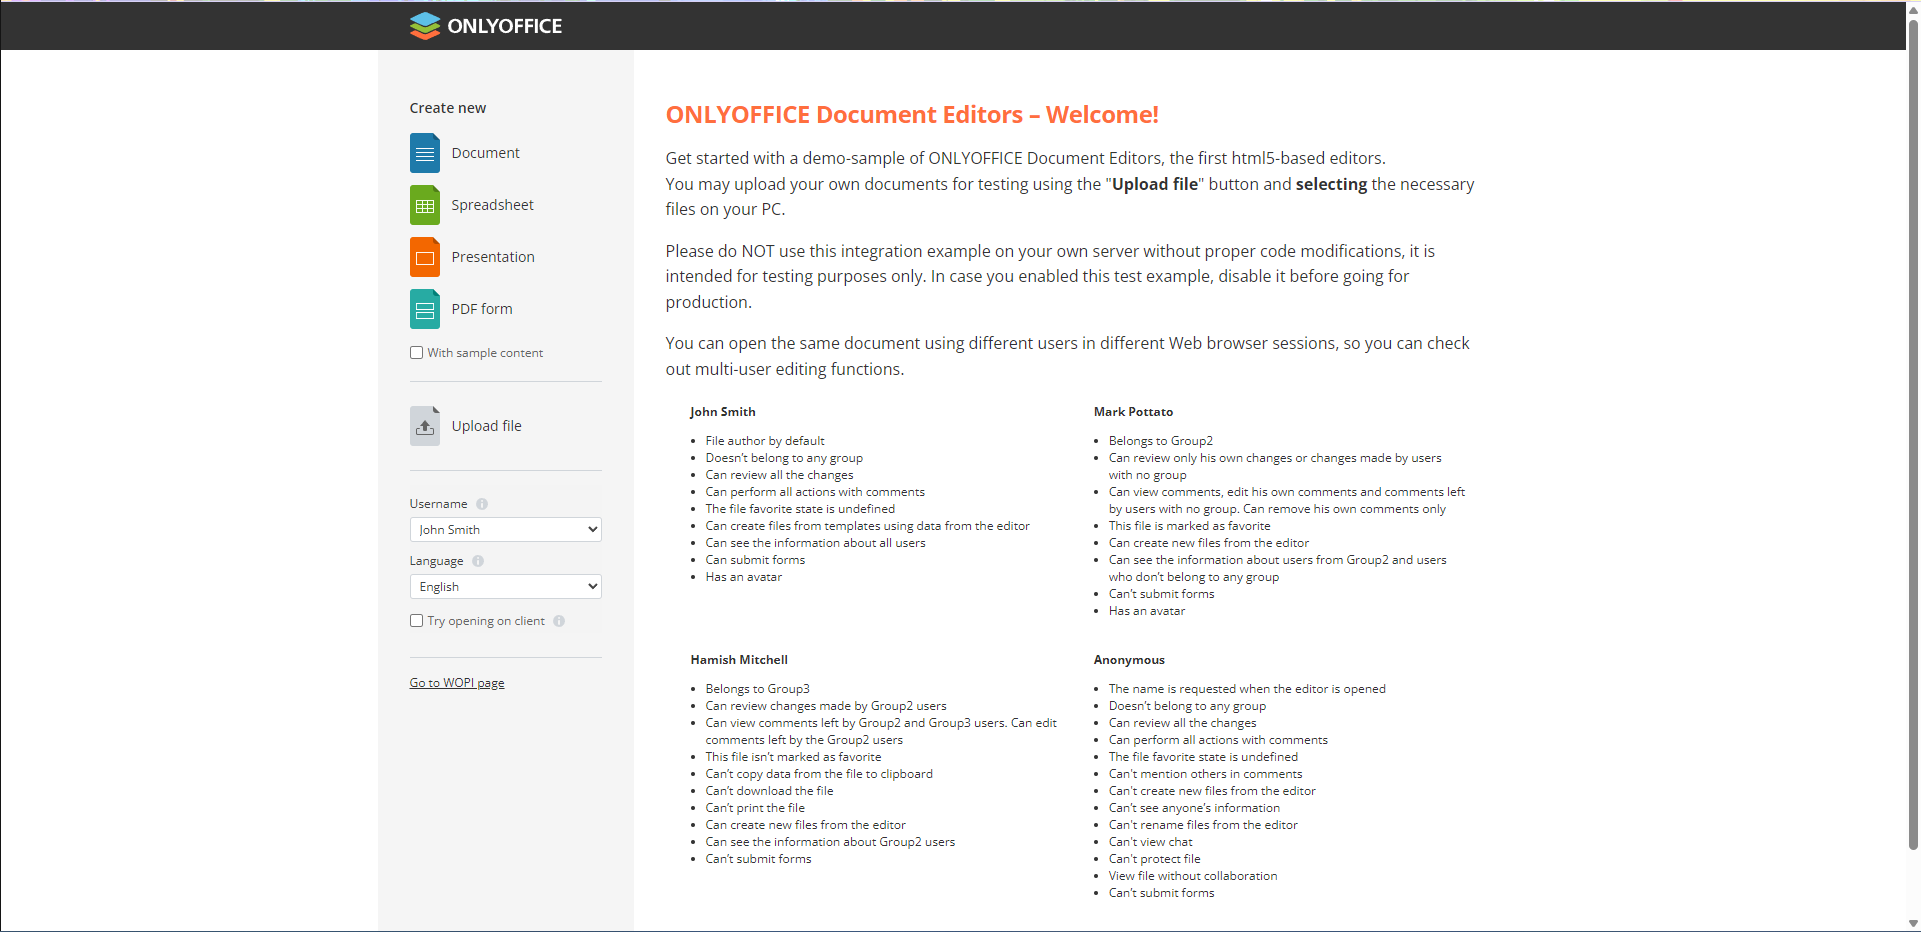 ONLYOFFICE
Create new
Document
Spreadsheet
Presentation
PDF form
With sample content
Upload file
Username
John Smith
Language
English
Try opening on client
Go to WOPI page
ONLYOFFICE Document Editors – Welcome!
Get started with a demo-sample of ONLYOFFICE Document Editors, the first html5-based editors.
You may upload your own documents for testing using the "Upload file" button and selecting the necessary
files on your PC.
Please do NOT use this integration example on your own server without proper code modifications, it is
intended for testing purposes only. In case you enabled this test example, disable it before going for
production.
You can open the same document using different users in different Web browser sessions, so you can check
out multi-user editing functions.
John Smith
File author by default
Doesn’t belong to any group
Can review all the changes
Can perform all actions with comments
The file favorite state is undefined
Can create files from templates using data from the editor
Can see the information about all users
Can submit forms
Has an avatar
Mark Pottato
Belongs to Group2
Can review only his own changes or changes made by users
with no group
Can view comments, edit his own comments and comments left
by users with no group. Can remove his own comments only
This file is marked as favorite
Can create new files from the editor
Can see the information about users from Group2 and users
who don’t belong to any group
Can’t submit forms
Has an avatar
Hamish Mitchell
Belongs to Group3
Can review changes made by Group2 users
Can view comments left by Group2 and Group3 users. Can edit
comments left by the Group2 users
This file isn’t marked as favorite
Can’t copy data from the file to clipboard
Can’t download the file
Can’t print the file
Can create new files from the editor
Can see the information about Group2 users
Can’t submit forms
Anonymous
The name is requested when the editor is opened
Doesn’t belong to any group
Can review all the changes
Can perform all actions with comments
The file favorite state is undefined
Can't mention others in comments
Can't create new files from the editor
Can’t see anyone’s information
Can't rename files from the editor
Can't view chat
Can't protect file
View file without collaboration
Can’t submit forms